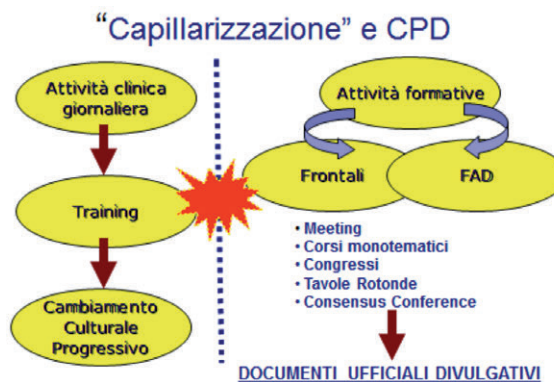 “Capillarizzazione” e CPD
Attività clinica
giornaliera
Training
Cambiamento
Culturale
Progressivo
Attività formative
Frontali
FAD
• Meeting
• Corsi monotematici
• Congressi
• Tavole Rotonde
• Consensus Conference
DOCUMENTI UFFICIALI DIVULGATIVI